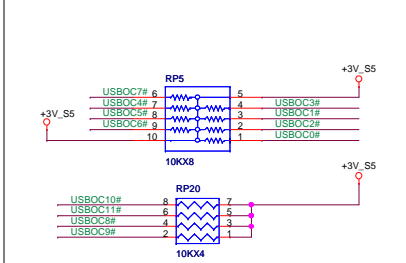 +3V_S5
RP5
USBOC7# 6 5
USBOC4# 7 4 USBOC3#
+3V_S5 USBOC5# 8 3 USBOC1#
USBOC6# 9 2 USBOC2#
10 1 USBOC0#
10KX8
+3V_S5
RP20
USBOC10# 8 7
USBOC11# 6 5
USBOC8# 4 3
USBOC9# 2 1
10KX4